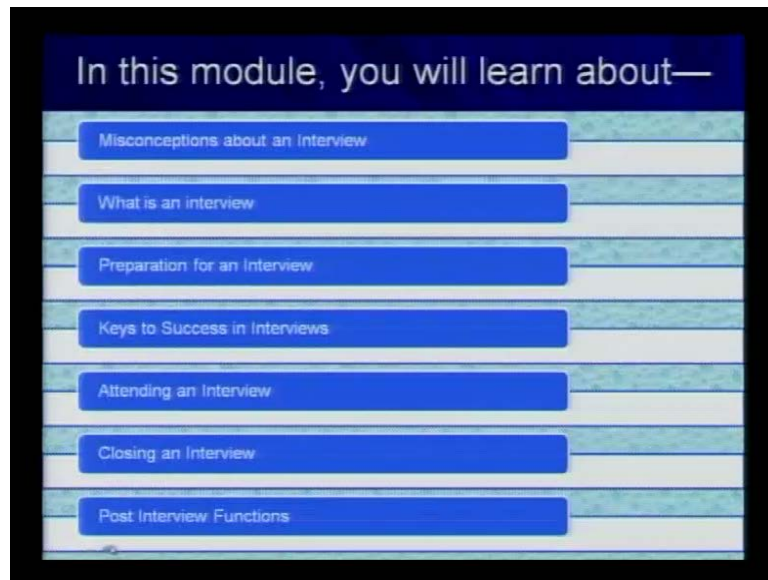 In this module, you will learn about—
Misconceptions about an Interview
What is an interview
Preparation for an Interview
Keys to Success in Interviews
Attending an Interview
Closing an Interview
Post Interview Functions